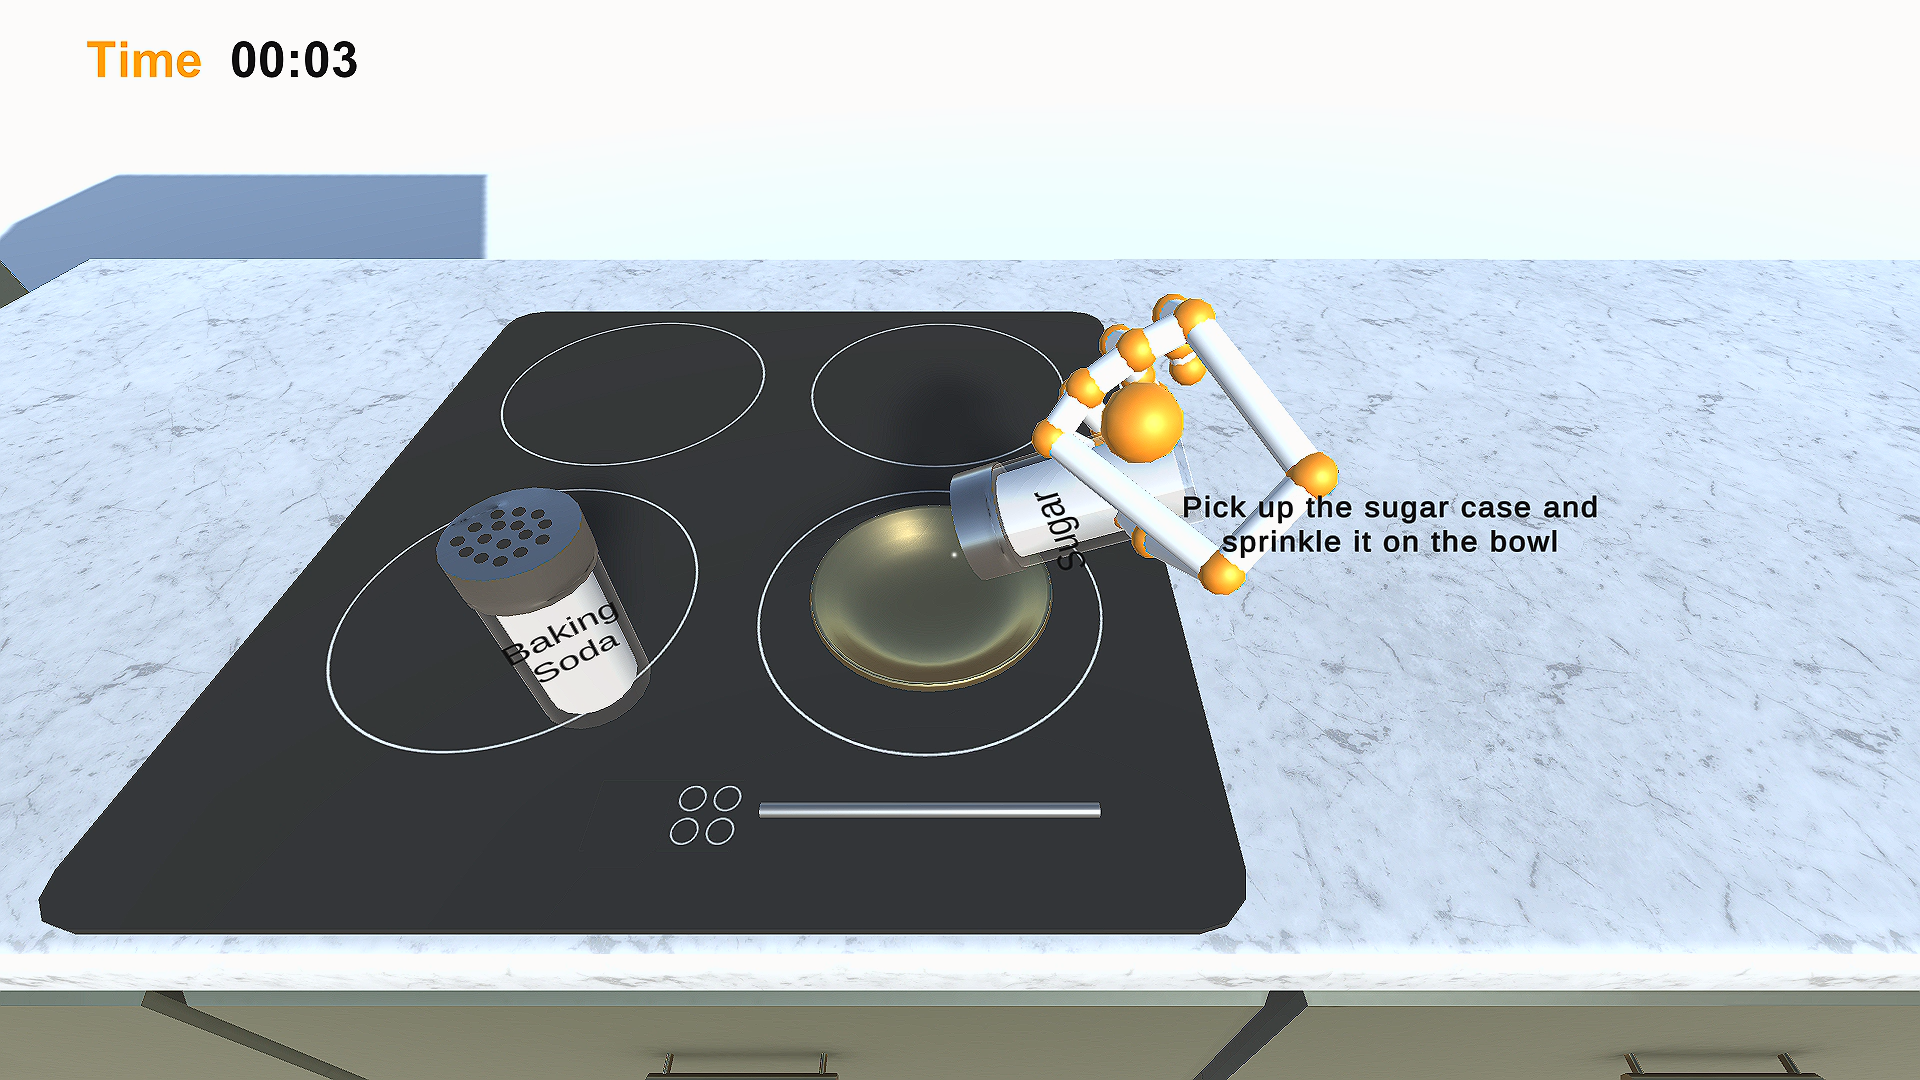 Time 00:03
Sugar
Pick up the sugar case and
sprinkle it on the bowl
Baking
Soda